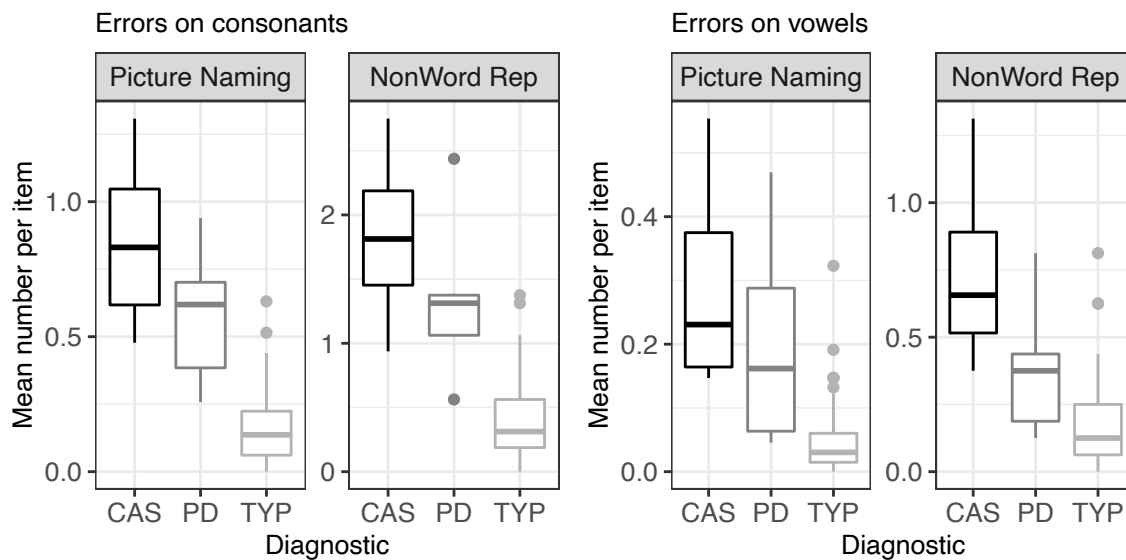 Errors on consonants
Errors on vowels
Picture Naming
NonWord Rep
Picture Naming
NonWord Rep
Mean number per item
1.0
0.5
0.0
2
1
0
Mean number per item
0.4
0.2
0.0
1.0
0.5
0.0
CAS PD TYP
CAS PD TYP
CAS PD TYP
CAS PD TYP
Diagnostic
Diagnostic